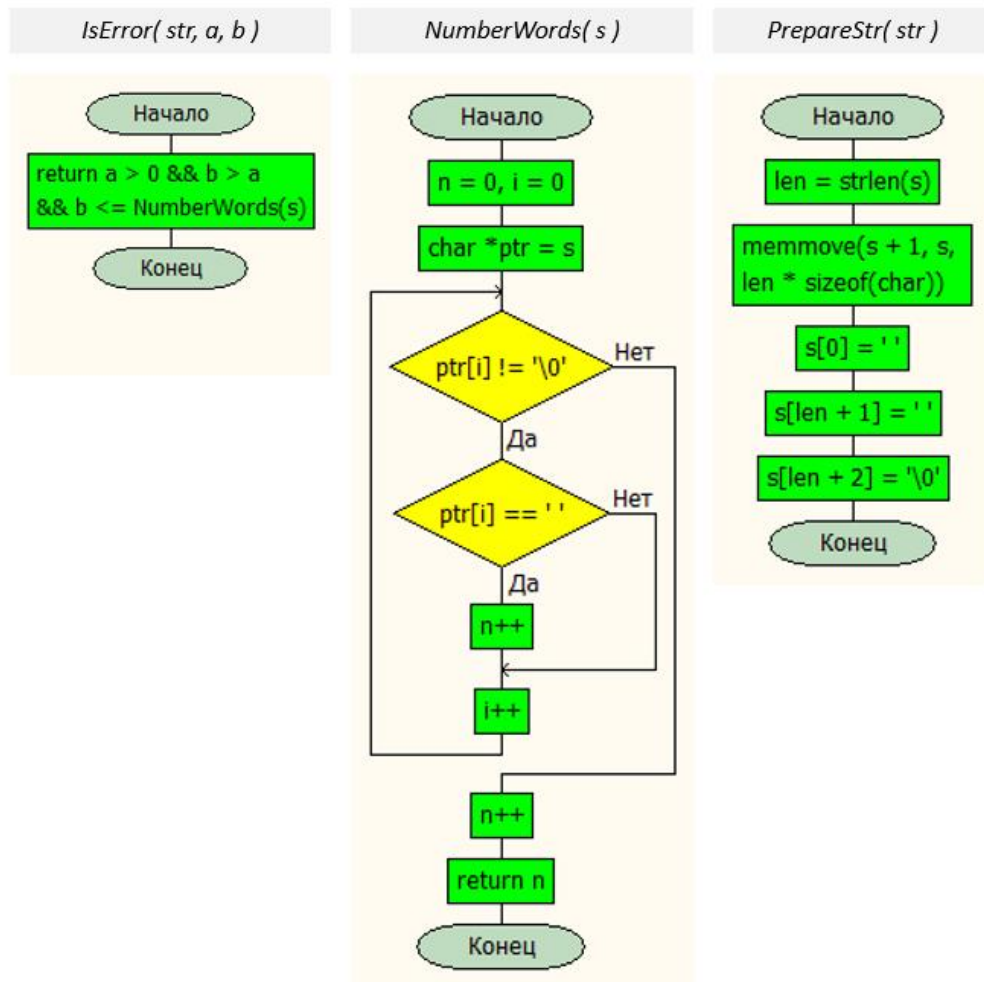 IsError( str, a, b )
Начало
return a > 0 && b > a
&& b <= NumberWords(s)
Конец
NumberWords( s )
Начало
n = 0, i = 0
char *ptr = s
ptr[i] != '\0'
Нет
Да
ptr[i] == ' '
Нет
Да
n++
i++
n++
return n
Конец
PrepareStr( str )
Начало
len = strlen(s)
memmove(s + 1, s,
len * sizeof(char))
s[0] = ' '
s[len + 1] = ' '
s[len + 2] = '\0'
Конец